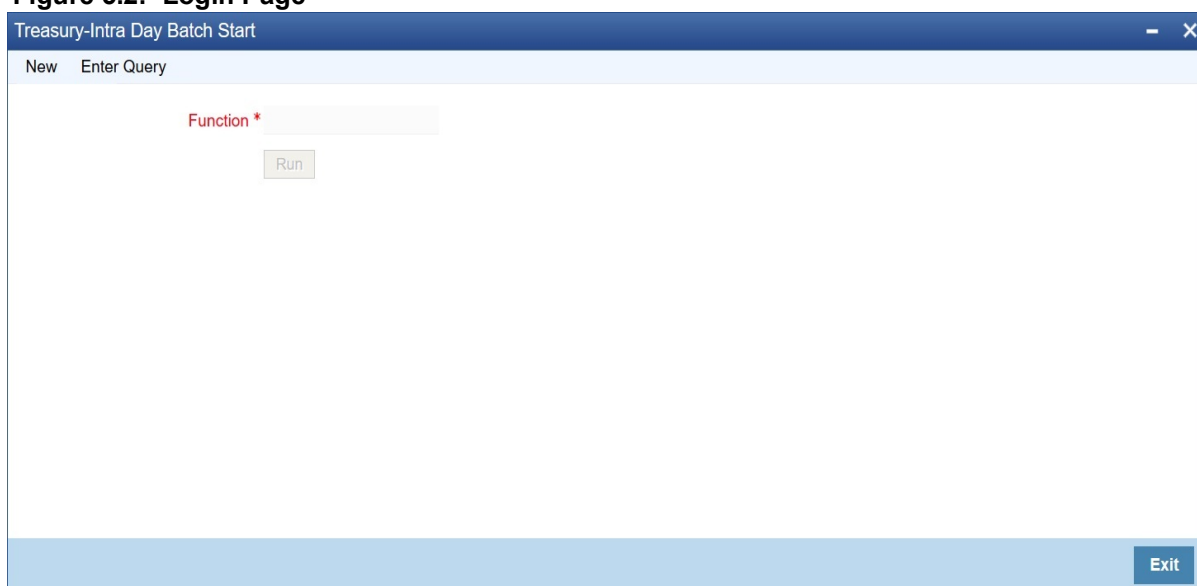 Figure 3.2: Login Page
Treasury-Intra Day Batch Start
New Enter Query
Function *
Run
Exit